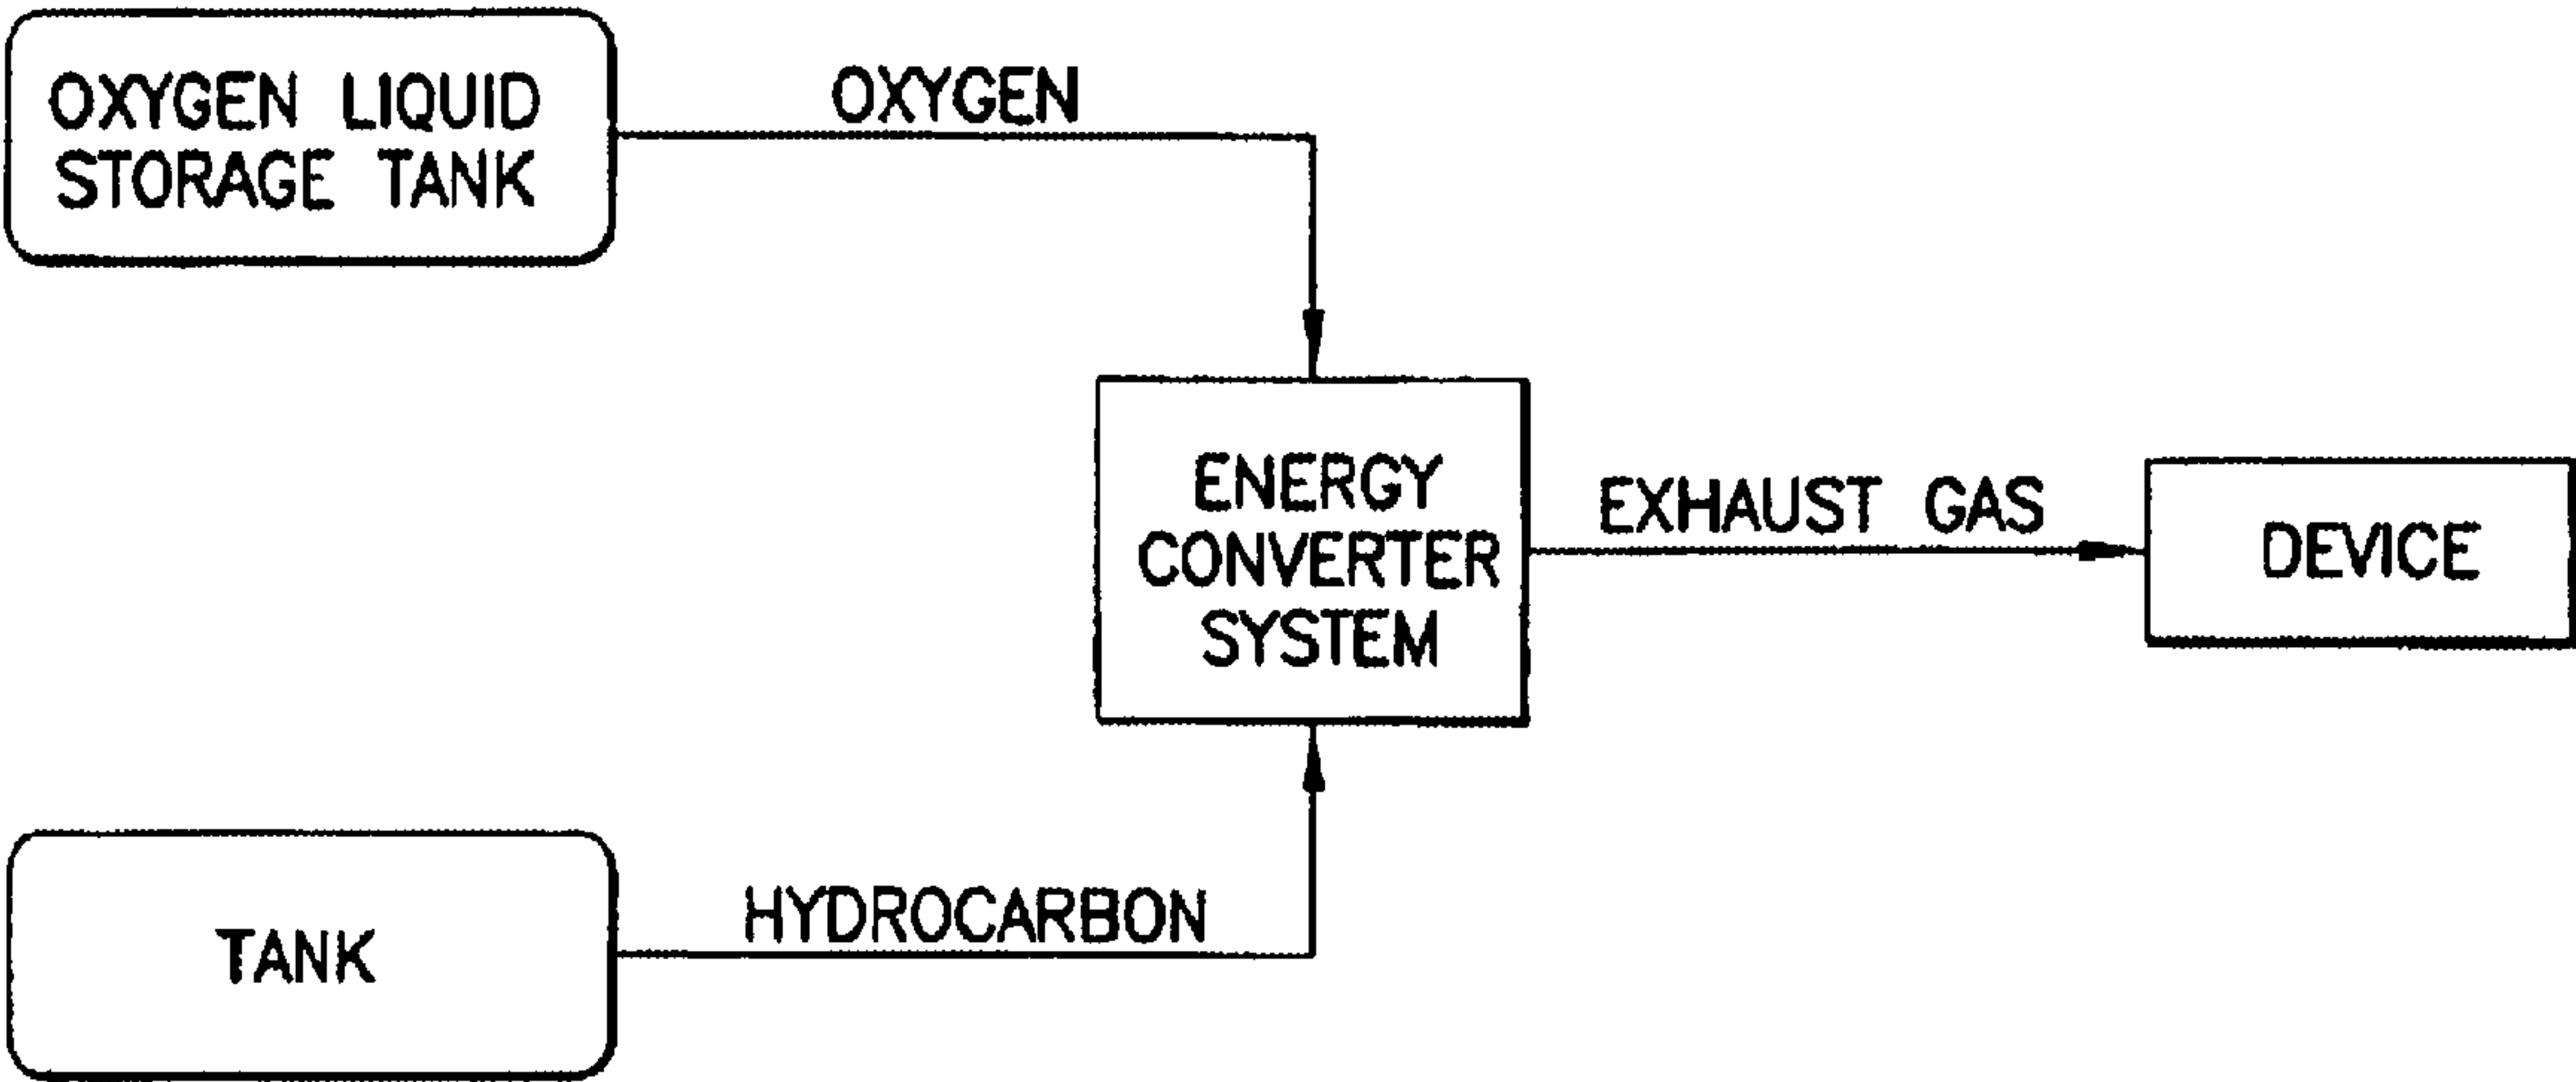 OXYGEN LIQUID
STORAGE TANK
OXYGEN
ENERGY
CONVERTER
SYSTEM
EXHAUST GAS
DEVICE
HYDROCARBON
TANK